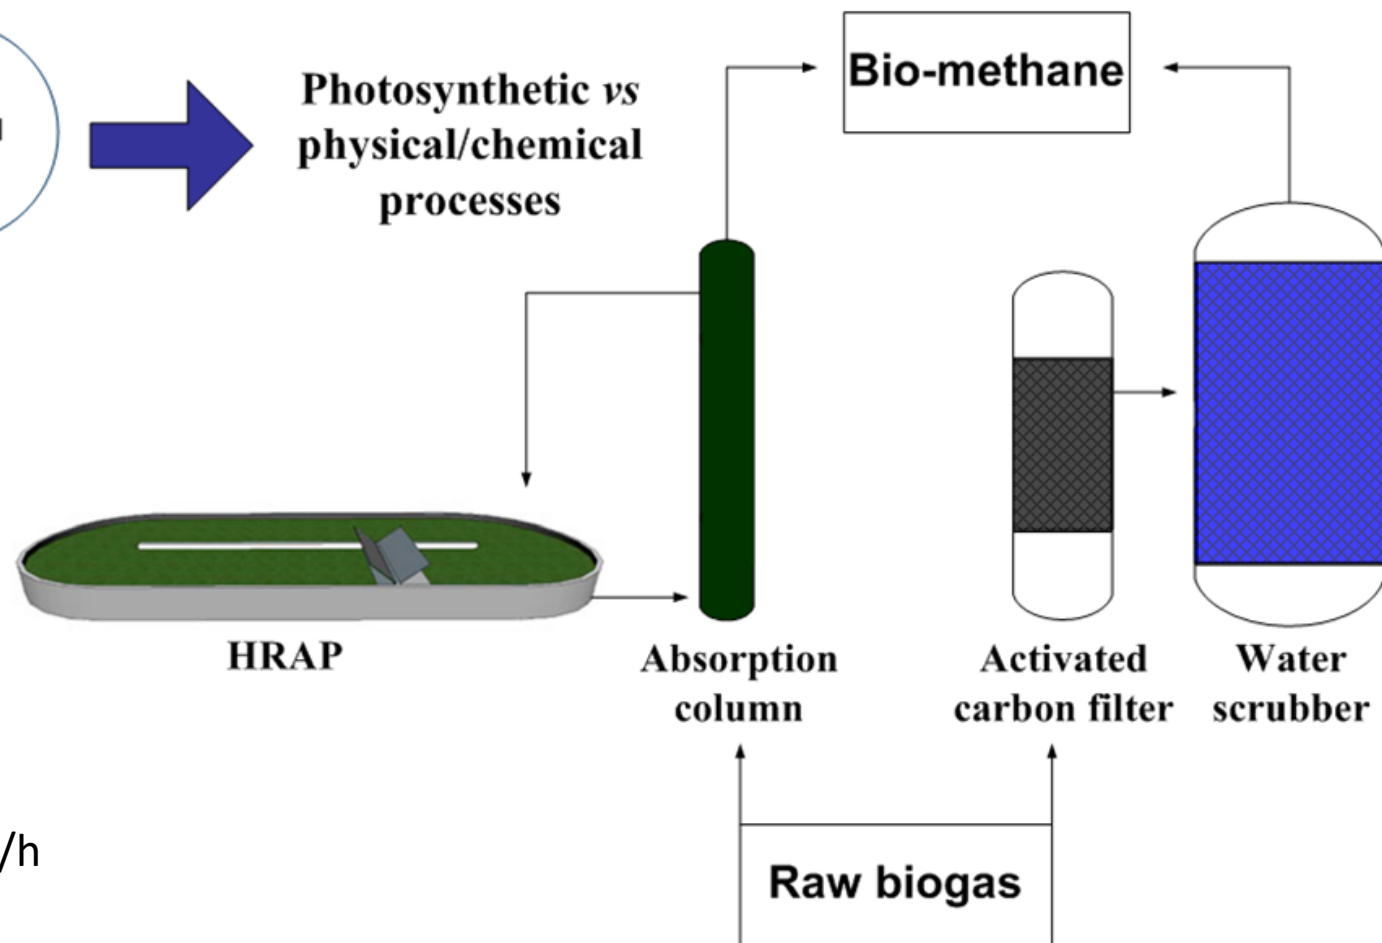 Photosynthetic vs
physical/chemical
processes
Bio-methane
HRAP
Absorption
column
Activated
carbon filter
Water
scrubber
/h
Raw biogas